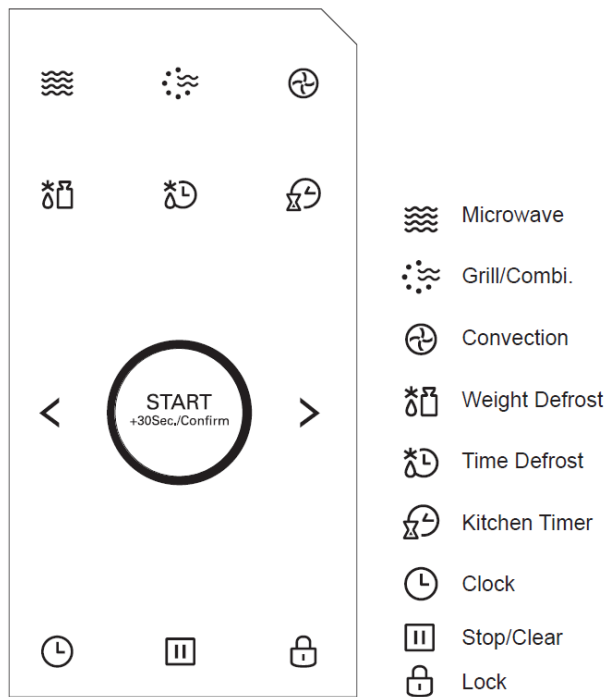 START
+30Sec./Confirm
Microwave
Grill/Combi.
Convection
Weight Defrost
Time Defrost
Kitchen Timer
Clock
Stop/Clear
Lock